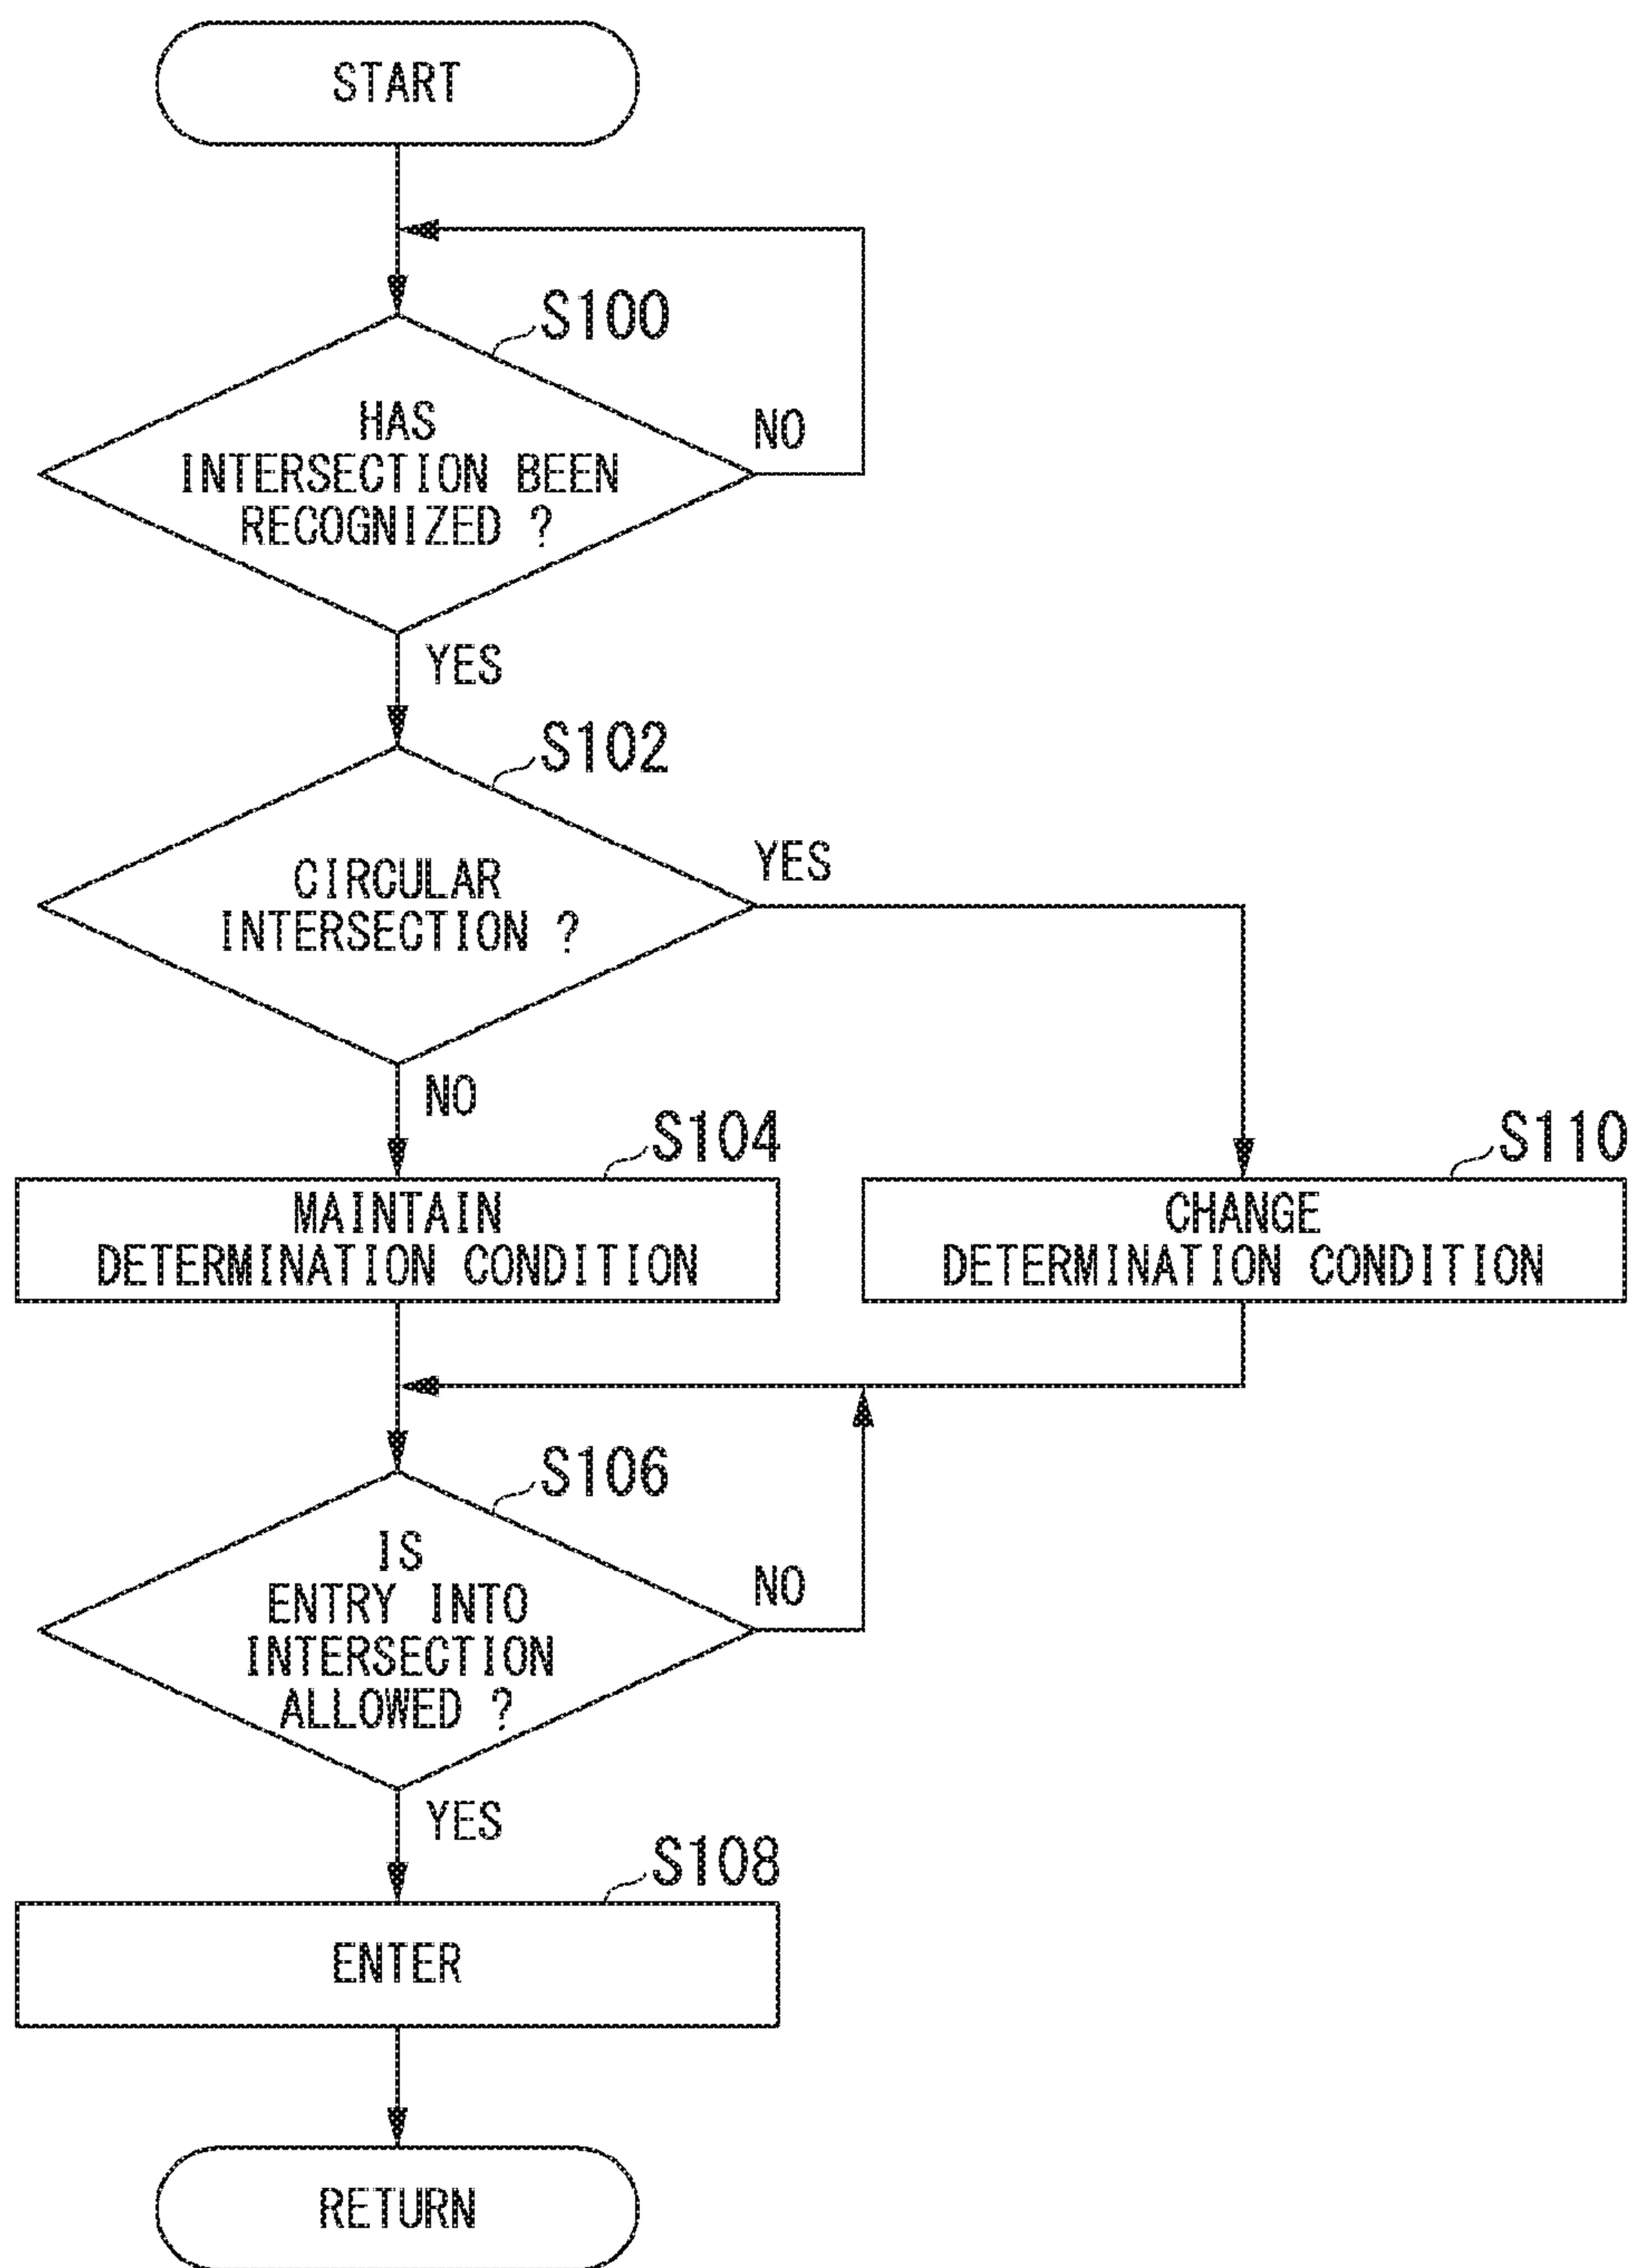 START
S100
HAS
INTERSECTION BEEN
RECOGNIZED ?
NO
YES
S102
CIRCULAR
INTERSECTION ?
YES
NO
S104
MAINTAIN
DETERMINATION CONDITION
S110
CHANGE
DETERMINATION CONDITION
S106
IS
ENTRY INTO
INTERSECTION
ALLOWED ?
NO
YES
S108
ENTER
RETURN